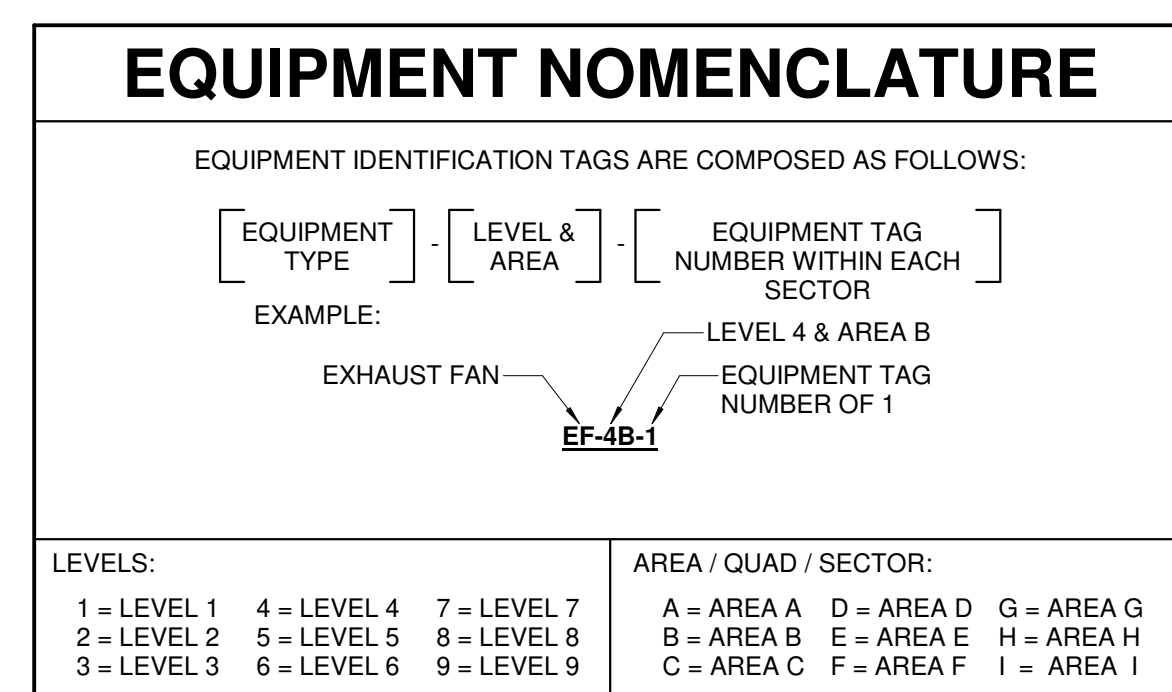 EQUIPMENT NOMENCLATURE
EQUIPMENT IDENTIFICATION TAGS ARE COMPOSED AS FOLLOWS:
EQUIPMENT TYPE - LEVEL & AREA - EQUIPMENT TAG NUMBER WITHIN EACH SECTOR
EXAMPLE:
LEVEL 4 & AREA B
EXHAUST FAN
EQUIPMENT TAG
NUMBER OF 1
EF-4B-1
LEVELS:
1 = LEVEL 1 4 = LEVEL 4 7 = LEVEL 7
2 = LEVEL 2 5 = LEVEL 5 8 = LEVEL 8
3 = LEVEL 3 6 = LEVEL 6 9 = LEVEL 9
AREA / QUAD / SECTOR:
A = AREA A D = AREA D G = AREA G
B = AREA B E = AREA E H = AREA H
C = AREA C F = AREA F I = AREA I